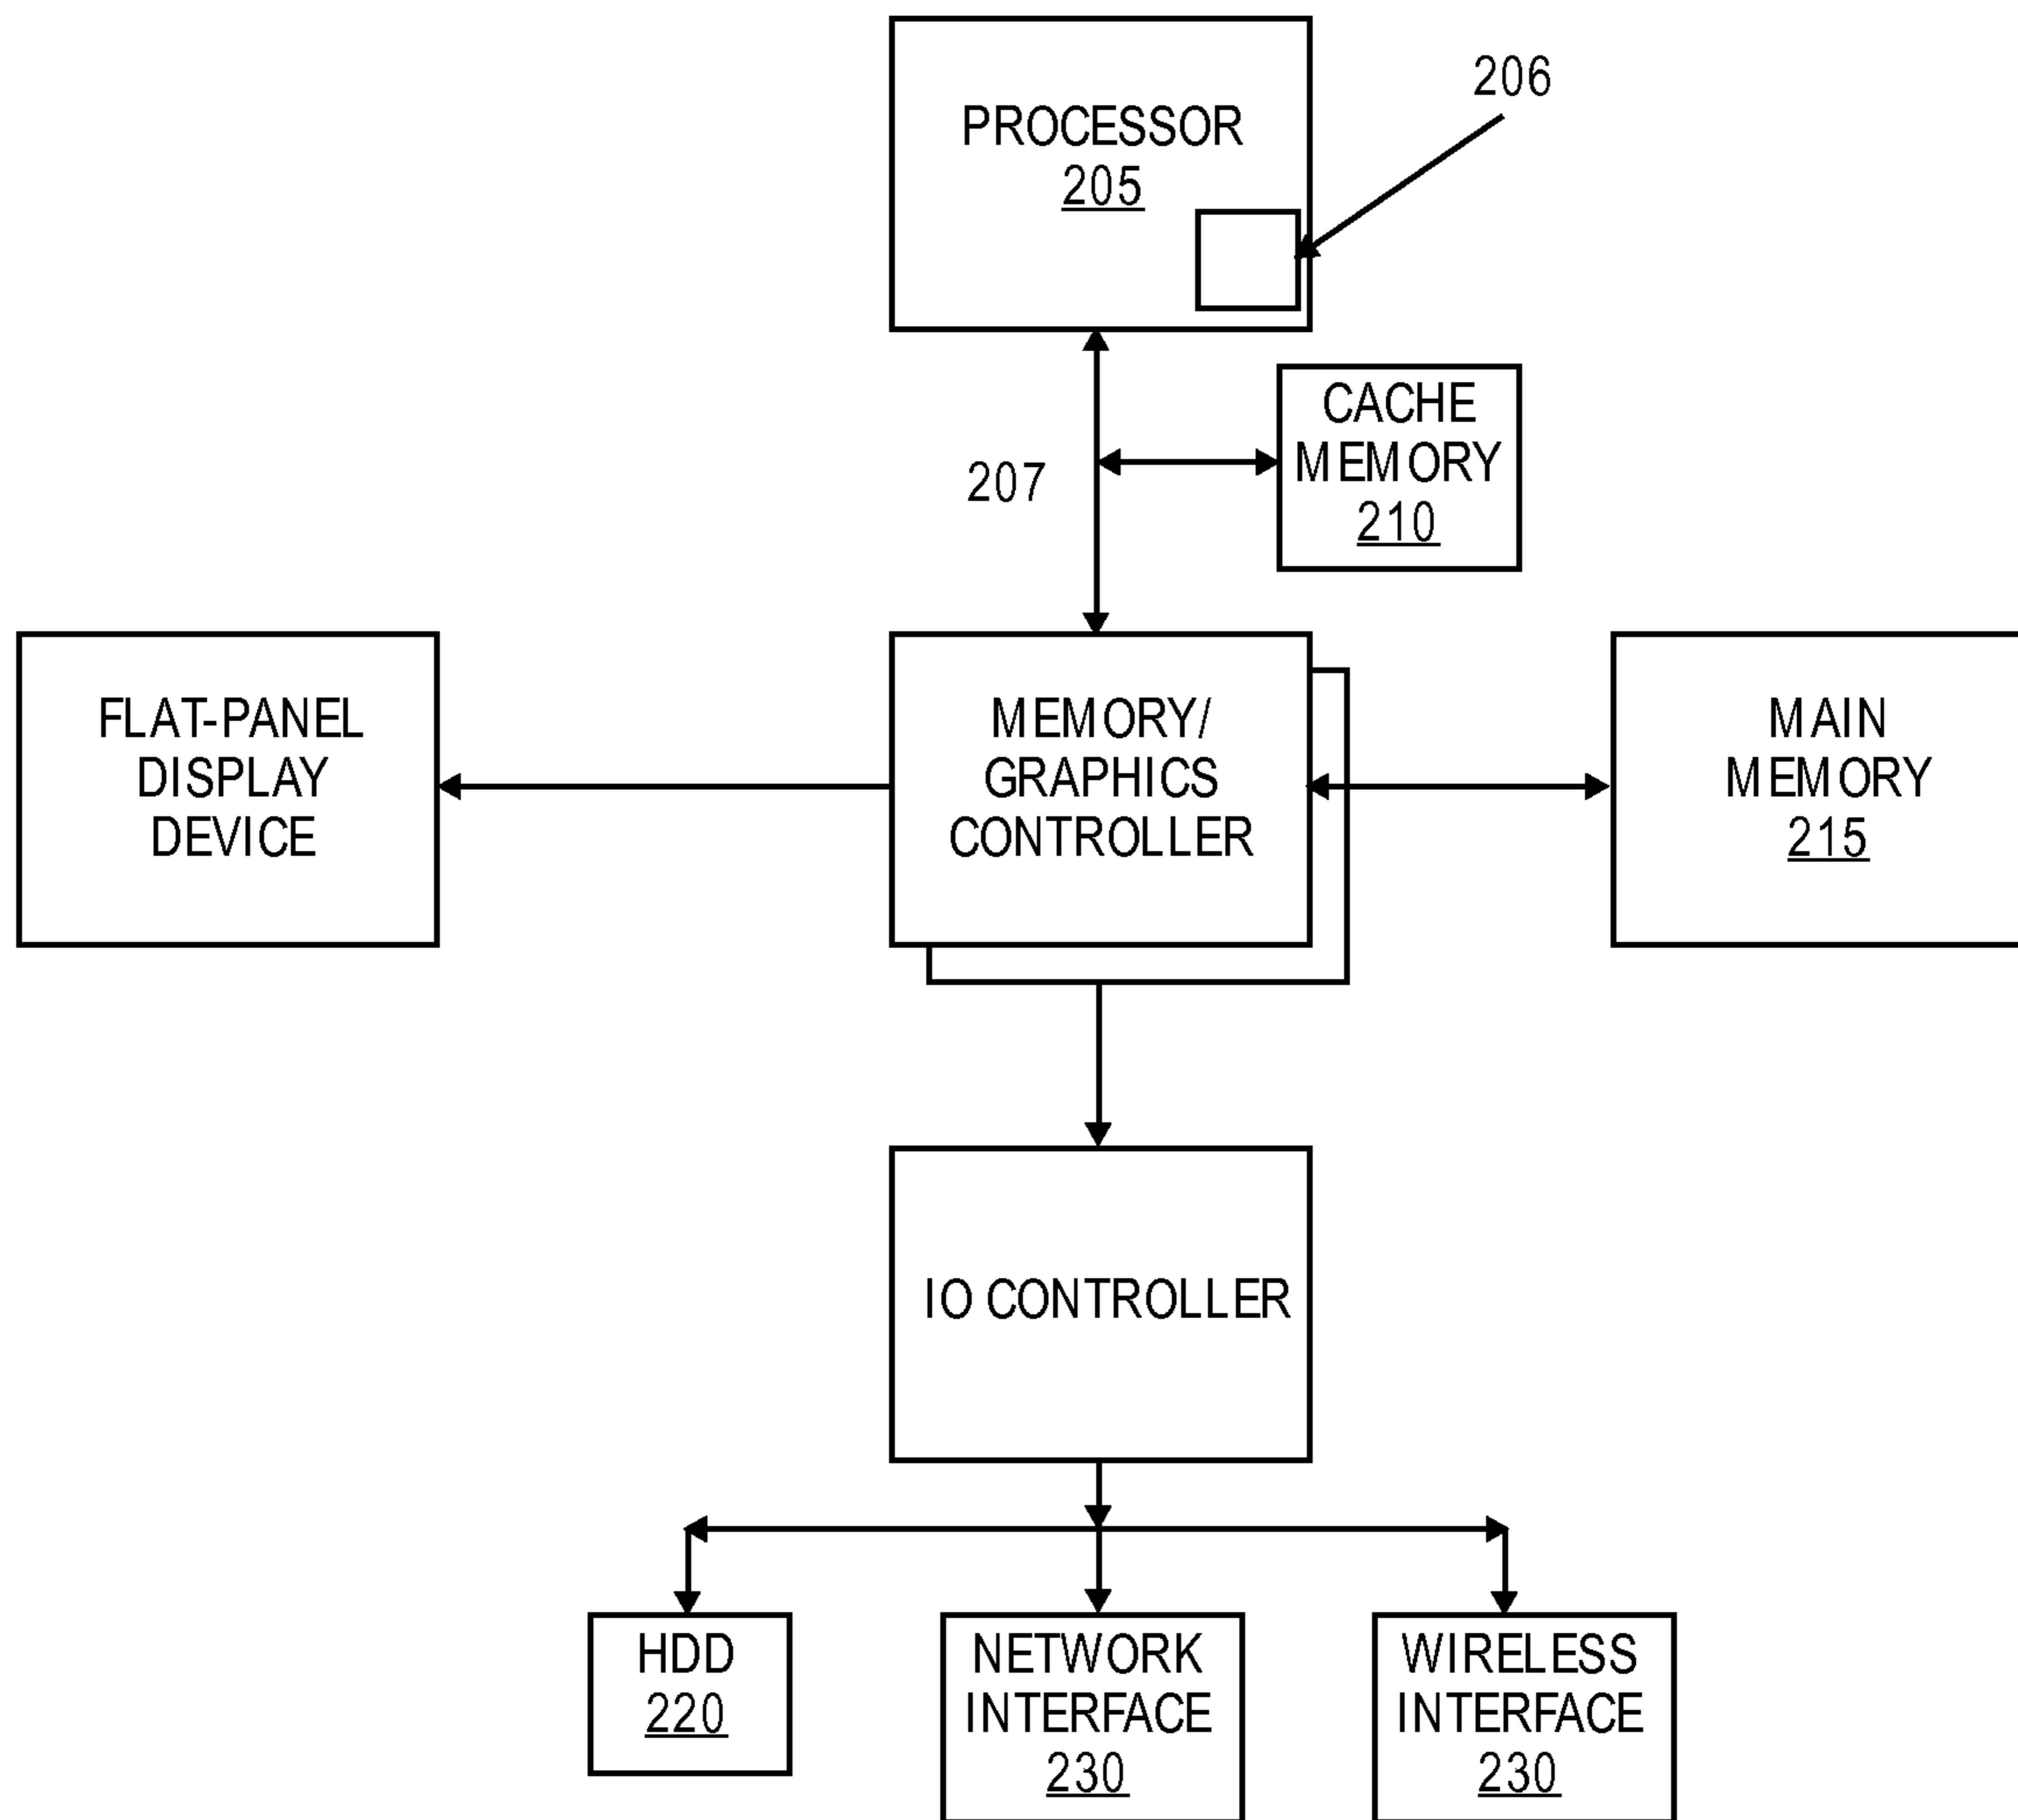 PROCESSOR
205
206
CACHE
MEMORY
210
207
FLAT-PANEL
DISPLAY
DEVICE
MEMORY/
GRAPHICS
CONTROLLER
MAIN
MEMORY
215
IO CONTROLLER
HDD
220
NETWORK
INTERFACE
230
WIRELESS
INTERFACE
230